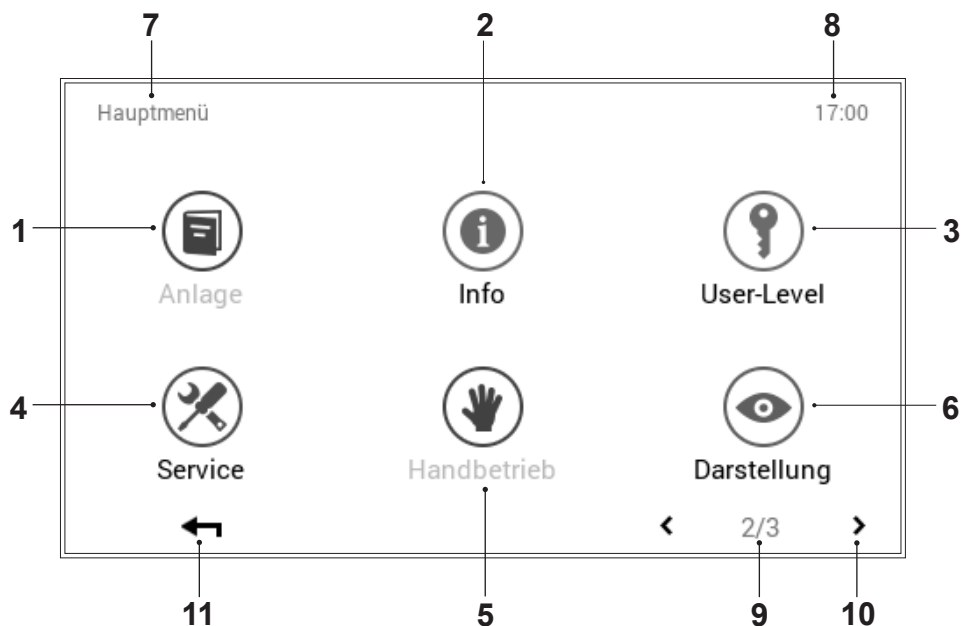 7 2 8
Hauptmenü 17:00
1 3
Anlage Info User-Level
4 6
Service Handbetrieb Darstellung
2/3
11 5 9 10